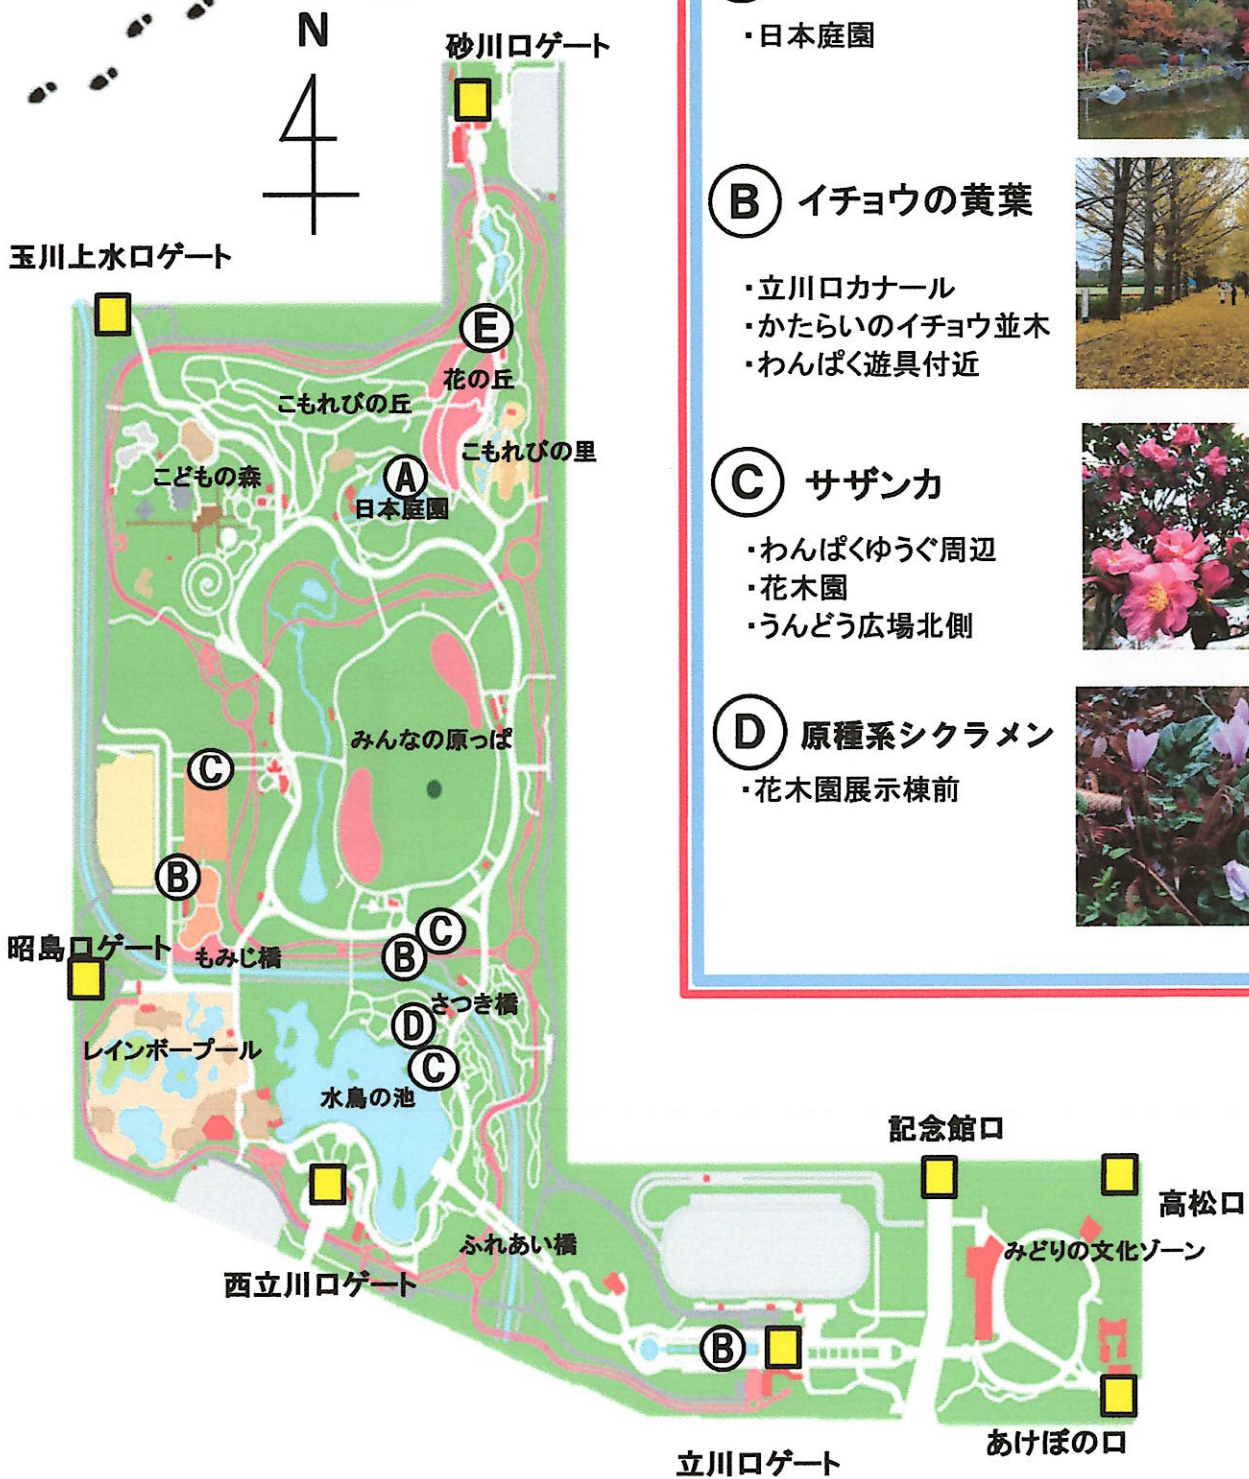 N
砂川口ゲート
玉川上水口ゲート
E
花の丘
こもれびの丘
こもれびの里
こどもの森
A
日本庭園
みんなの原っぱ
C
B
C
B
昭島口ゲート
もみじ橋
さつき橋
D
レインボープール
C
水鳥の池
西立川口ゲート
ふれあい橋
記念館口
高松口
みどりの文化ゾーン
B
あけぼの口
立川口ゲート
・日本庭園
B イチョウの黄葉
・立川口カナール
・かたらいのイチョウ並木
・わんぱく遊具付近
C サザンカ
・わんぱくゆうぐ周辺
・花木園
・うんどう広場北側
D 原種系シクラメン
・花木園展示棟前